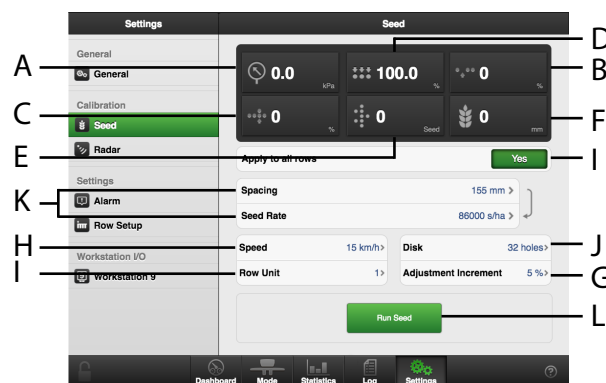 Settings
Seed
General
General
Calibration
Seed
Radar
Settings
Alarm
Row Setup
Workstation I/O
Workstation 9
0.0 kPa
100.0 %
0 %
0 %
0 Seed
0 mm
Apply to all rows Yes
Spacing 155 mm >
Seed Rate 86000 s/ha >
Speed 15 km/h>
Disk 32 holes>
Row Unit 1>
Adjustment Increment 5 %>
Run Seed
Dashboard
Mode
Statistics
Log
Settings
?
A
C
E
K
H
I
D
B
F
I
J
G
L